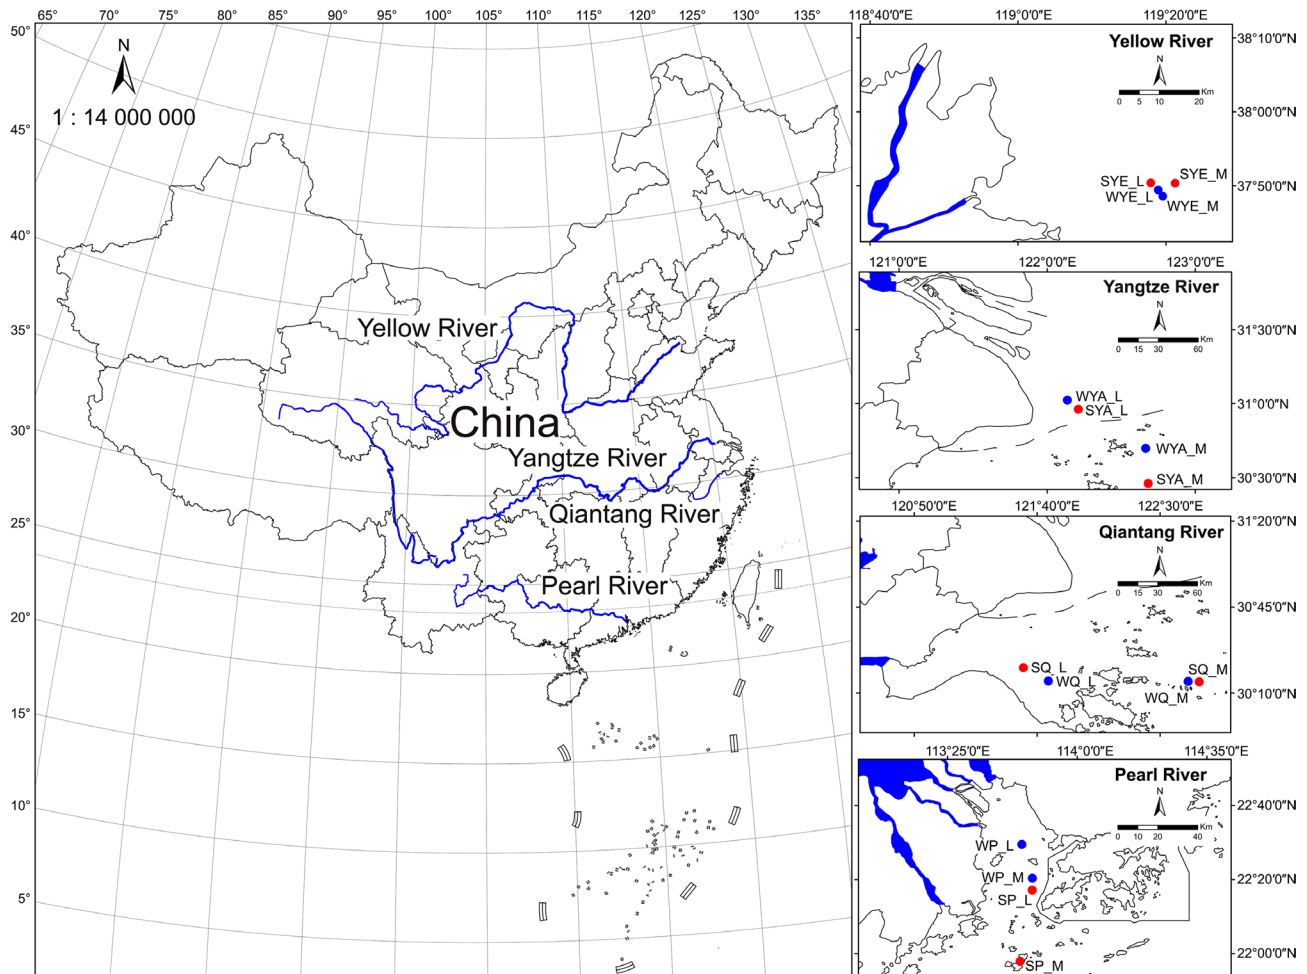 65° 70° 75° 80° 85° 90° 95° 100° 105° 110° 115° 120° 125° 130° 135°
50°
45°
40°
35°
30°
25°
20°
15°
10°
5°
N
1 : 14 000 000
Yellow River
China
Yangtze River
Qiantang River
Pearl River
118°40′0″E 119°0′0″E 119°20′0″E
Yellow River
N
0 5 10 20 Km
38°10′0″N
38°00′0″N
37°50′0″N
SYE_L
SYE_M
WYE_L
WYE_M
121°0′0″E 122°0′0″E 123°0′0″E
Yangtze River
N
0 15 30 60 Km
31°3′0″N
31°0′0″N
30°3′0″N
WYA_L
SYA_L
WYA_M
SYA_M
120°50′0″E 121°40′0″E 122°30′0″E
Qiantang River
N
0 15 30 60 Km
31°20′0″N
30°45′0″N
30°10′0″N
SQ_L
WQ_L
SQ_M
WQ_M
113°25′0″E 114°0′0″E 114°35′0″E
Pearl River
N
0 10 20 40 Km
22°40′0″N
22°20′0″N
22°00′0″N
WP_L
WP_M
SP_L
SP_M